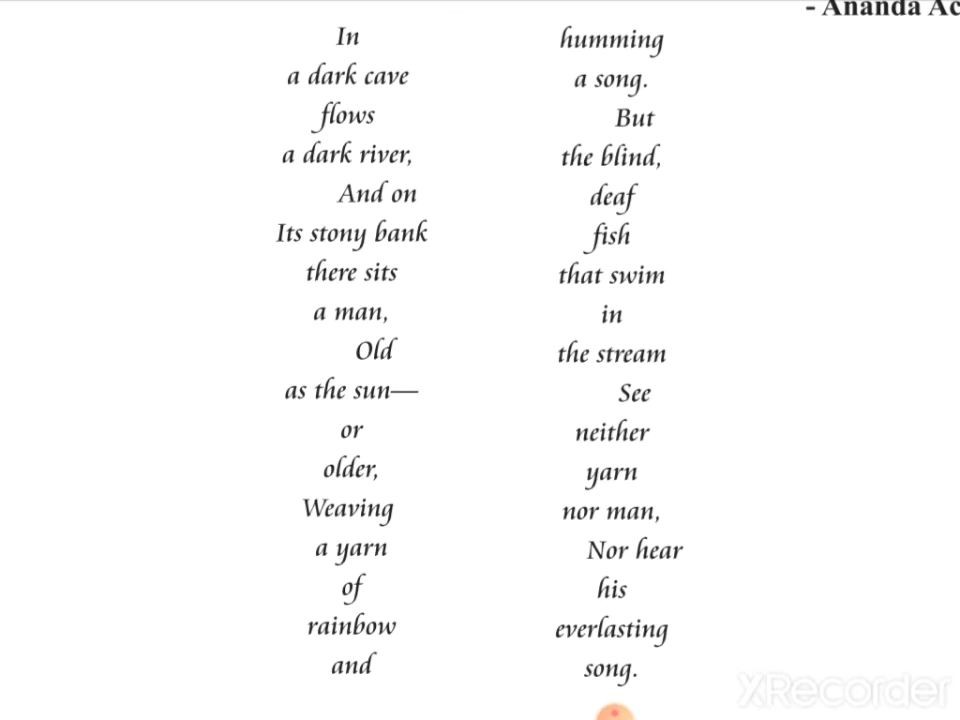 - Ananda Ac
In
a dark cave
flows
a dark river,
And on
Its stony bank
there sits
a man,
Old
as the sun—
or
older,
Weaving
a yarn
of
rainbow
and
humming
a song.
But
the blind,
deaf
fish
that swim
in
the stream
See
neither
yarn
nor man,
Nor hear
his
everlasting
song.
XRecorder